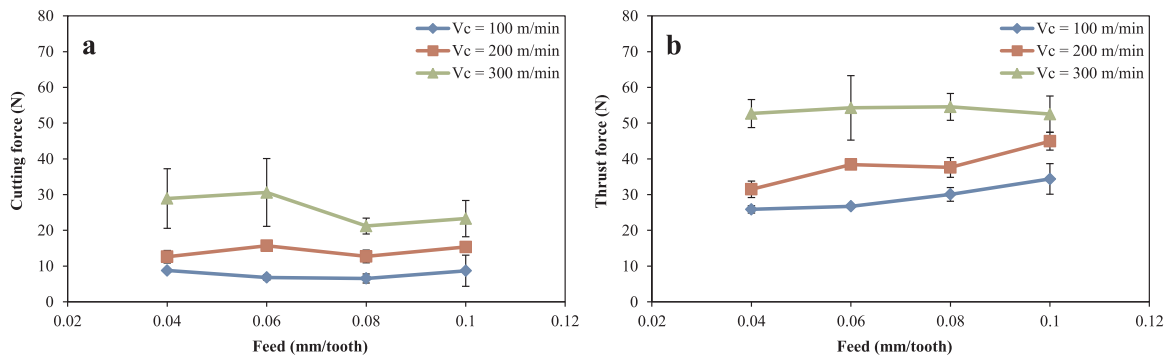 80
70
60
50
40
30
20
10
0
Cutting force (N)
a
Vc = 100 m/min
Vc = 200 m/min
Vc = 300 m/min
0.02 0.04 0.06 0.08 0.1 0.12
Feed (mm/tooth)
80
70
60
50
40
30
20
10
0
Thrust force (N)
b
Vc = 100 m/min
Vc = 200 m/min
Vc = 300 m/min
0.02 0.04 0.06 0.08 0.1 0.12
Feed (mm/tooth)